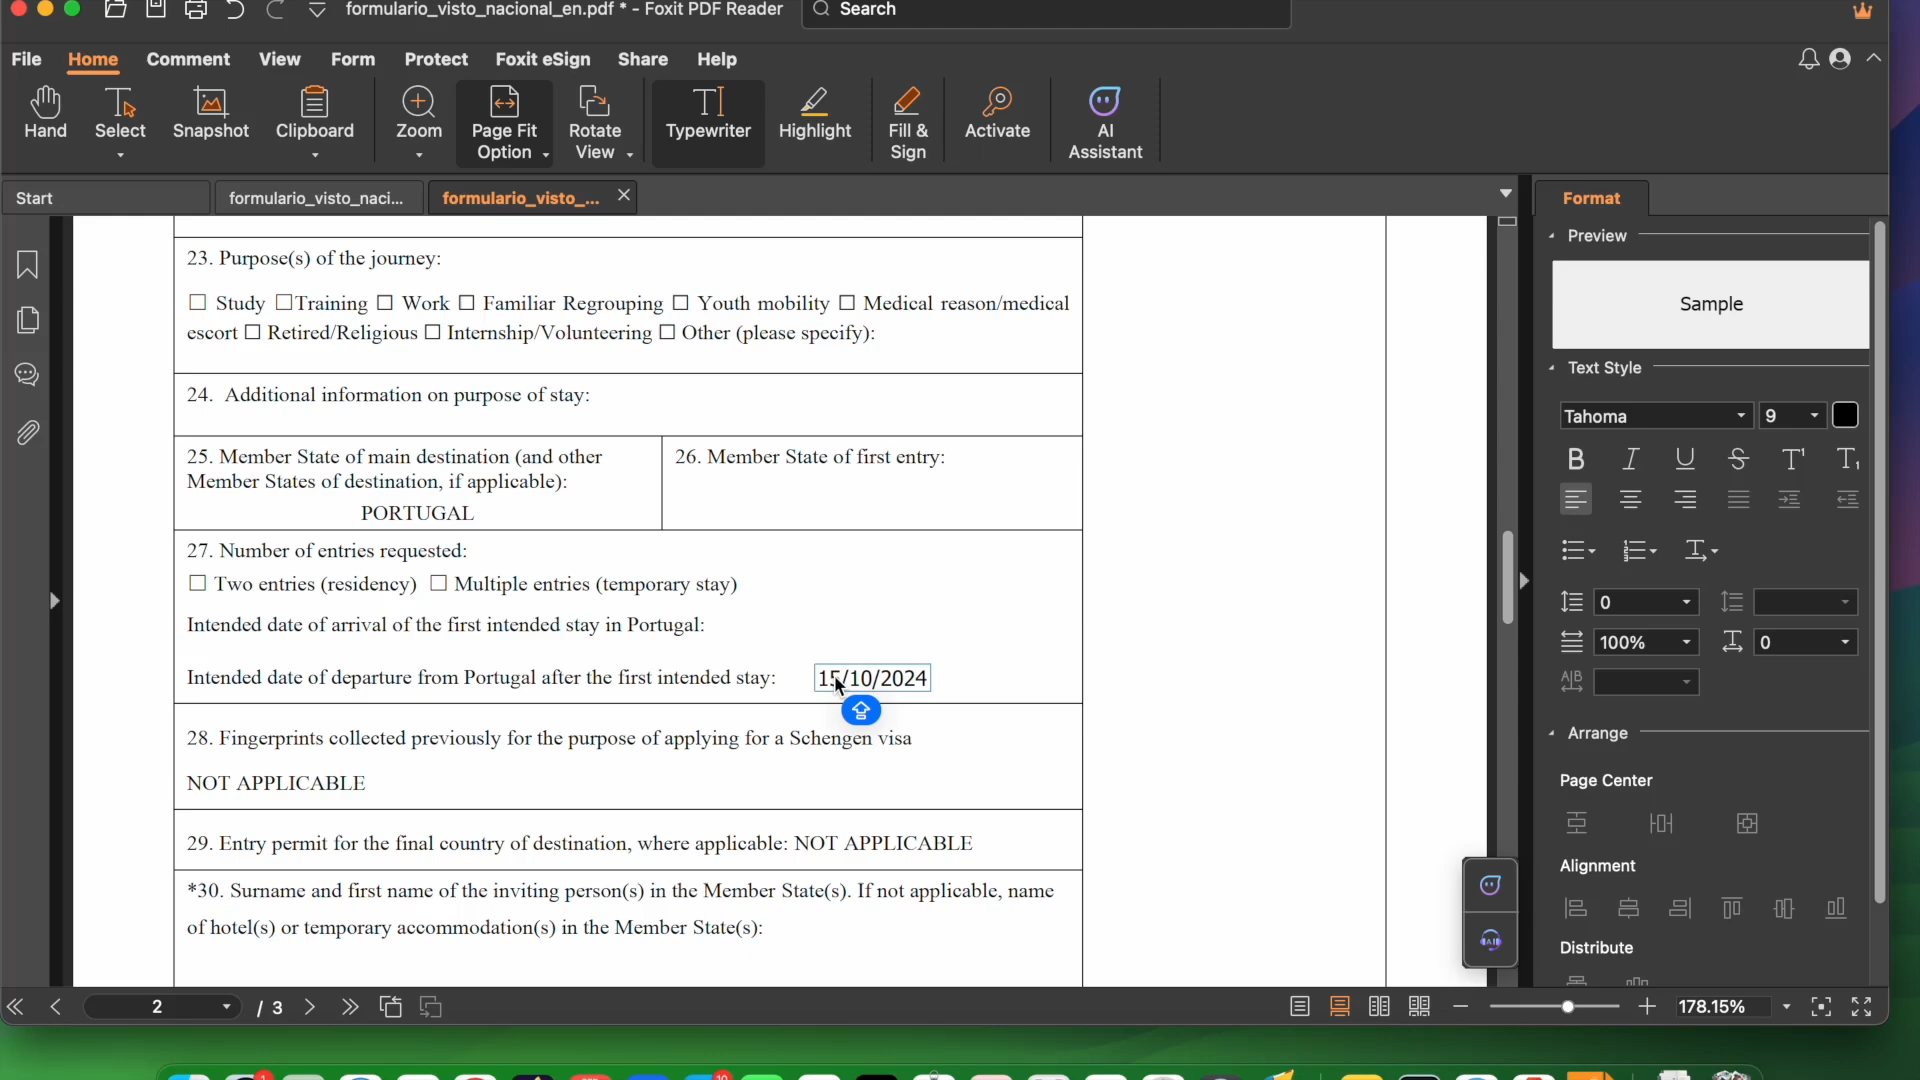 formulario_visto_nacional_en.pdf * - Foxit PDF Reader
Search
File Home Comment View Form Protect Foxit eSign Share Help
Hand Select Snapshot Clipboard Zoom Page Fit Option Rotate View Typewriter Highlight Fill & Sign Activate AI Assistant
Start formulario_visto_naci... formulario_visto_...
Format
Preview
Sample
Text Style
Tahoma 9
0
100% 0
Arrange
Page Center
Alignment
Distribute
23. Purpose(s) of the journey:
☐ Study ☐Training ☐ Work ☐ Familiar Regrouping ☐ Youth mobility ☐ Medical reason/medical
escort ☐ Retired/Religious ☐ Internship/Volunteering ☐ Other (please specify):
24. Additional information on purpose of stay:
25. Member State of main destination (and other
Member States of destination, if applicable):
PORTUGAL
26. Member State of first entry:
27. Number of entries requested:
☐ Two entries (residency) ☐ Multiple entries (temporary stay)
Intended date of arrival of the first intended stay in Portugal:
Intended date of departure from Portugal after the first intended stay: 15/10/2024
28. Fingerprints collected previously for the purpose of applying for a Schengen visa
NOT APPLICABLE
29. Entry permit for the final country of destination, where applicable: NOT APPLICABLE
*30. Surname and first name of the inviting person(s) in the Member State(s). If not applicable, name
of hotel(s) or temporary accommodation(s) in the Member State(s):
2 / 3
178.15%
1
10